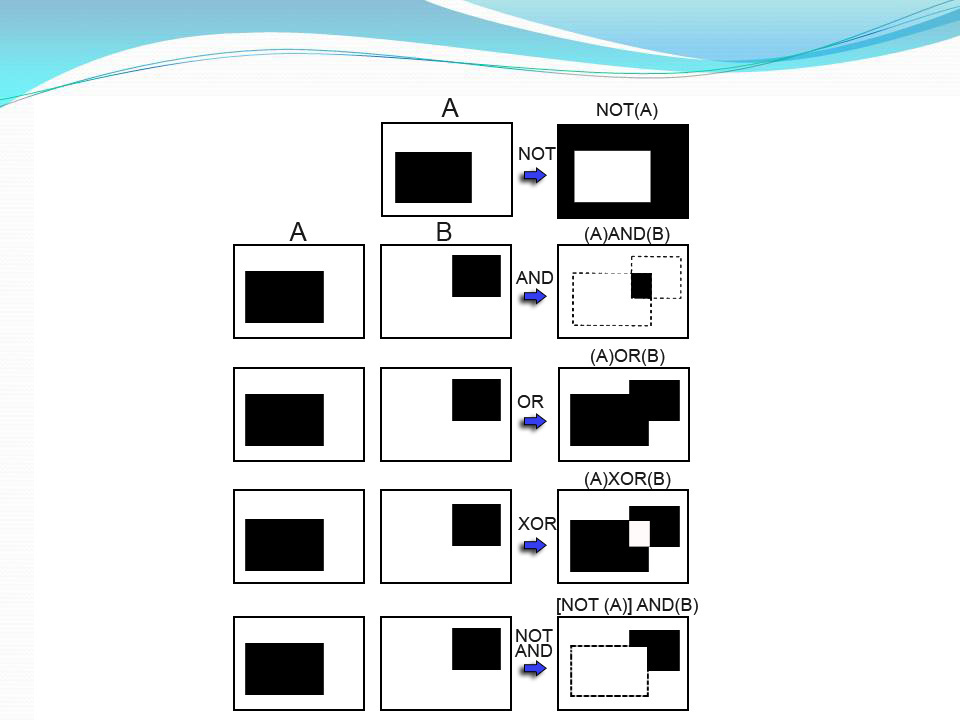 A
NOT(A)
NOT
A
B
(A)AND(B)
AND
(A)OR(B)
OR
(A)XOR(B)
XOR
[NOT (A)] AND(B)
NOT
AND